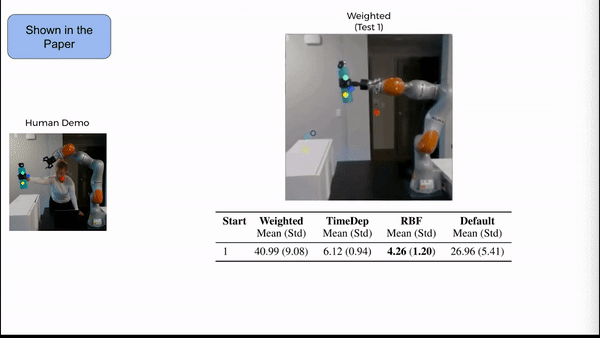 Shown in the
Paper
Weighted
(Test 1)
Human Demo
Start Weighted TimeDep RBF Default
Mean (Std) Mean (Std) Mean (Std) Mean (Std)
1 40.99 (9.08) 6.12 (0.94) 4.26 (1.20) 26.96 (5.41)